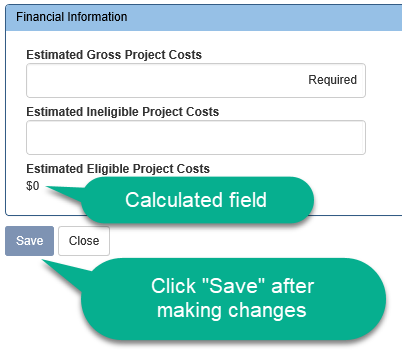 Financial Information
Estimated Gross Project Costs
Required
Estimated Ineligible Project Costs
Estimated Eligible Project Costs
$0
Calculated field
Save
Close
Click "Save" after
making changes